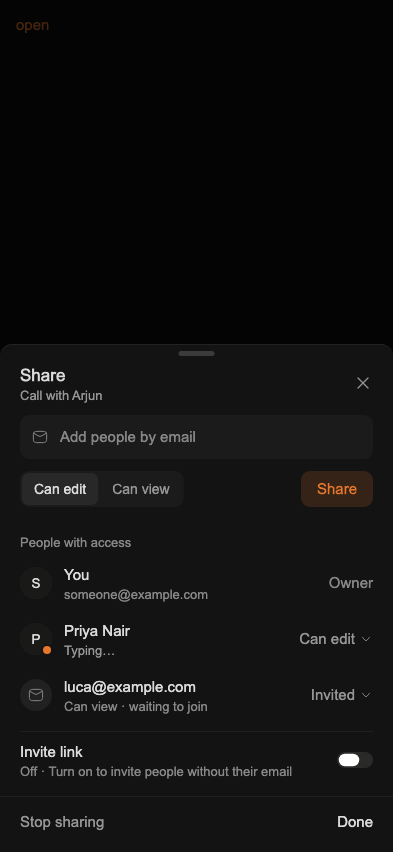 open
Share
Call with Arjun
Add people by email
Can edit
Can view
Share
People with access
S
You
someone@example.com
Owner
P
Priya Nair
Typing…
Can edit
luca@example.com
Can view · waiting to join
Invited
Invite link
Off · Turn on to invite people without their email
Stop sharing
Done